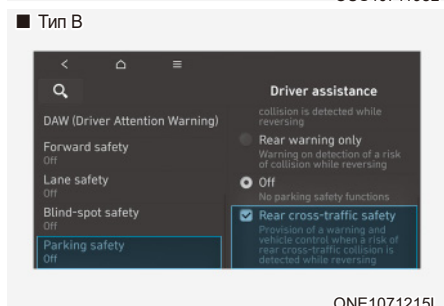 Тип B
Driver assistance
DAW (Driver Attention Warning)
Forward safety
Off
Lane safety
Off
Blind-spot safety
Off
Parking safety
Off
collision is detected while
reversing
Rear warning only
Warning on detection of a risk
of collision while reversing
Off
No parking safety functions
Rear cross-traffic safety
Provision of a warning and
vehicle control when a risk of
rear cross-traffic collision is
detected while reversing